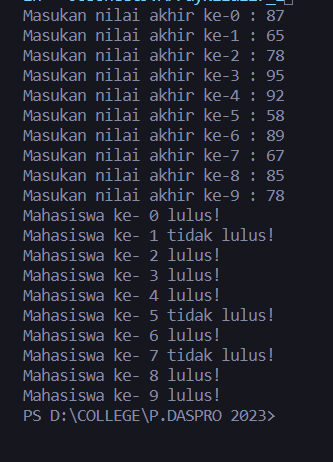 Masukan nilai akhir ke-0 : 87
Masukan nilai akhir ke-1 : 65
Masukan nilai akhir ke-2 : 78
Masukan nilai akhir ke-3 : 95
Masukan nilai akhir ke-4 : 92
Masukan nilai akhir ke-5 : 58
Masukan nilai akhir ke-6 : 89
Masukan nilai akhir ke-7 : 67
Masukan nilai akhir ke-8 : 85
Masukan nilai akhir ke-9 : 78
Mahasiswa ke- 0 lulus!
Mahasiswa ke- 1 tidak lulus!
Mahasiswa ke- 2 lulus!
Mahasiswa ke- 3 lulus!
Mahasiswa ke- 4 lulus!
Mahasiswa ke- 5 tidak lulus!
Mahasiswa ke- 6 lulus!
Mahasiswa ke- 7 tidak lulus!
Mahasiswa ke- 8 lulus!
Mahasiswa ke- 9 lulus!
PS D:\COLLEGE\P.DASPRO 2023>